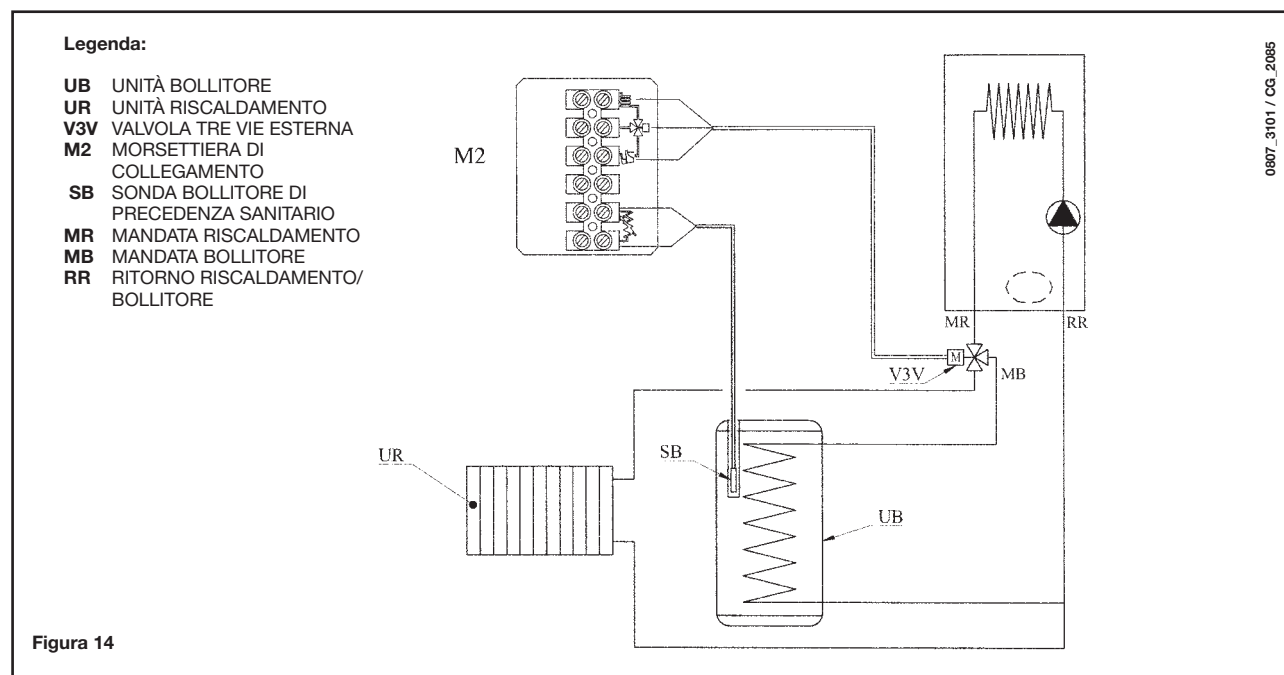 Legenda:
UB UNITÀ BOLLITORE
UR UNITÀ RISCALDAMENTO
V3V VALVOLA TRE VIE ESTERNA
M2 MORSETTIERA DI
COLLEGAMENTO
SB SONDA BOLLITORE DI
PRECEDENZA SANITARIO
MR MANDATA RISCALDAMENTO
MB MANDATA BOLLITORE
RR RITORNO RISCALDAMENTO/
BOLLITORE
M2
0807_3101 / CG_2085
MR
RR
M
V3V
MB
SB
UR
UB
Figura 14